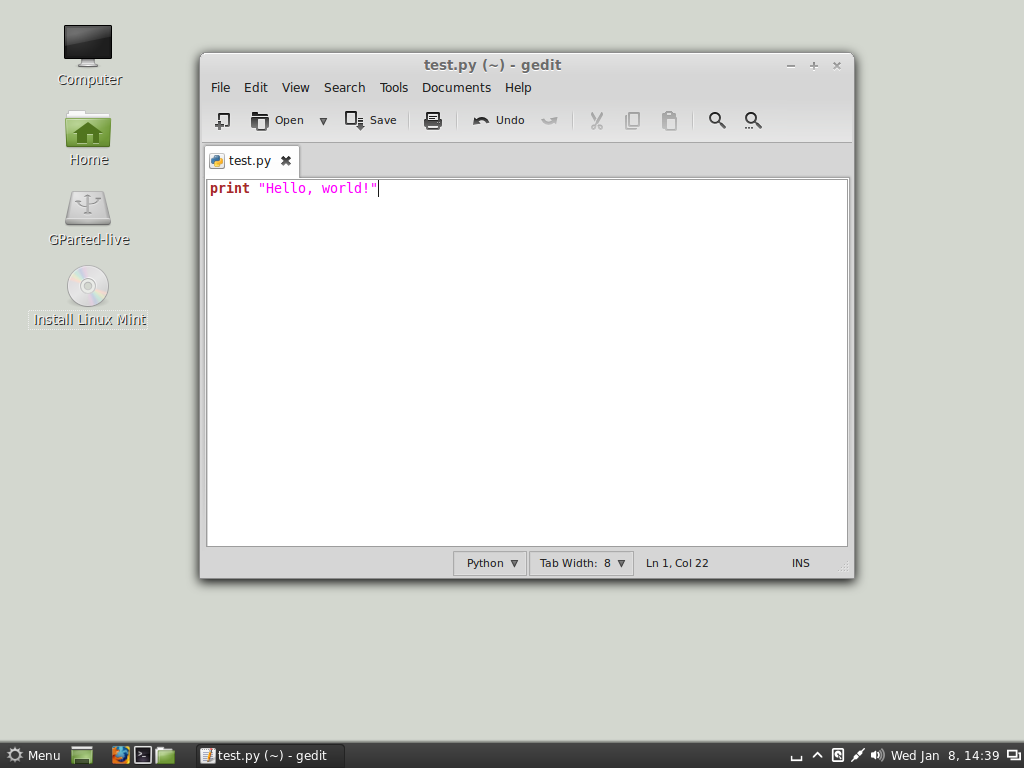 Computer
Home
GParted-live
Install Linux Mint
test.py (~) - gedit
File Edit View Search Tools Documents Help
Open Save Undo
test.py
print "Hello, world!"
Python Tab Width: 8 Ln 1, Col 22 INS
Menu test.py (~) - gedit Wed Jan 8, 14:39